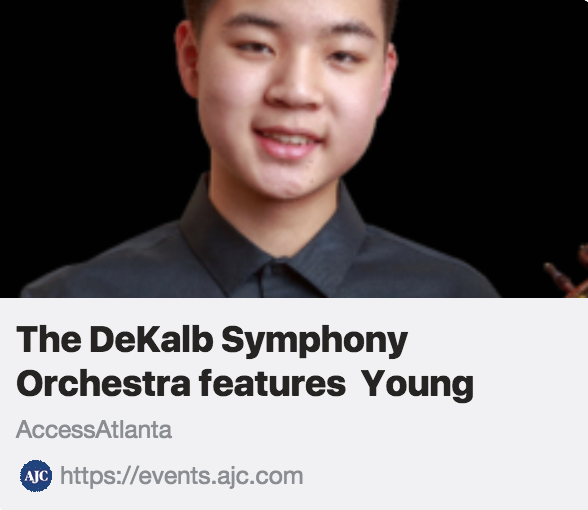 The DeKalb Symphony
Orchestra features Young
AccessAtlanta
AJC https://events.ajc.com